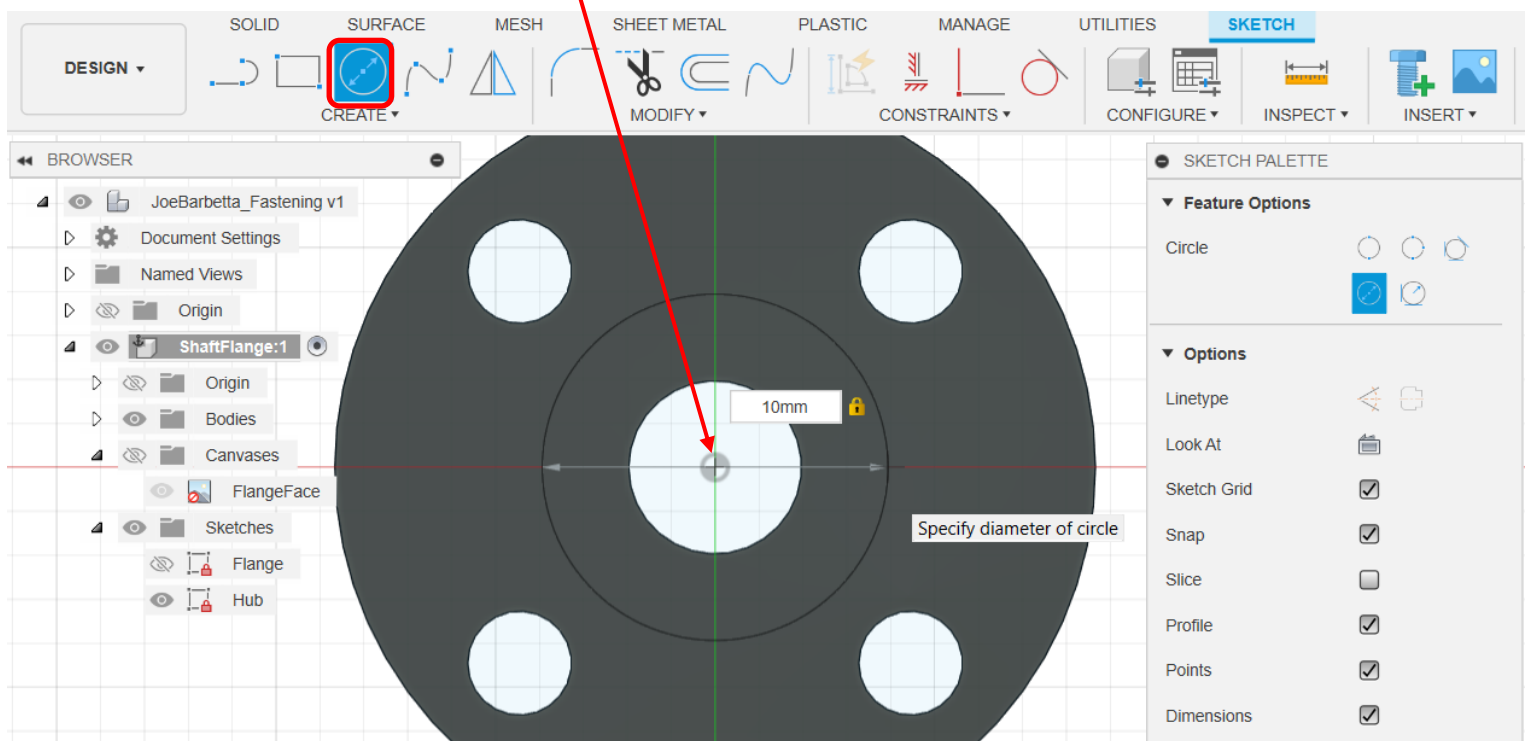 SOLID SURFACE MESH SHEET METAL PLASTIC MANAGE UTILITIES SKETCH
DESIGN ▾
CREATE ▾ MODIFY ▾ CONSTRAINTS ▾ CONFIGURE ▾ INSPECT ▾ INSERT ▾
BROWSER
JoeBarbetta_Fastening v1
Document Settings
Named Views
Origin
ShaftFlange:1
Origin
Bodies
Canvases
FlangeFace
Sketches
Flange
Hub
10mm
Specify diameter of circle
SKETCH PALETTE
Feature Options
Circle
Options
Linetype
Look At
Sketch Grid
Snap
Slice
Profile
Points
Dimensions